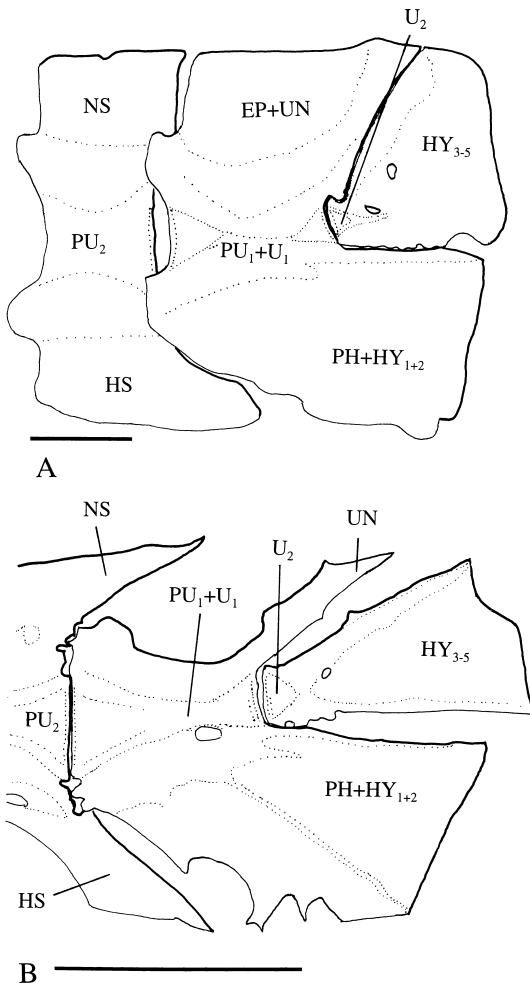 U₂
NS
EP+UN
HY₃₋₅
PU₂
PU₁+U₁
PH+HY₁₊₂
HS
A
NS
UN
U₂
PU₁+U₁
HY₃₋₅
PU₂
PH+HY₁₊₂
HS
B